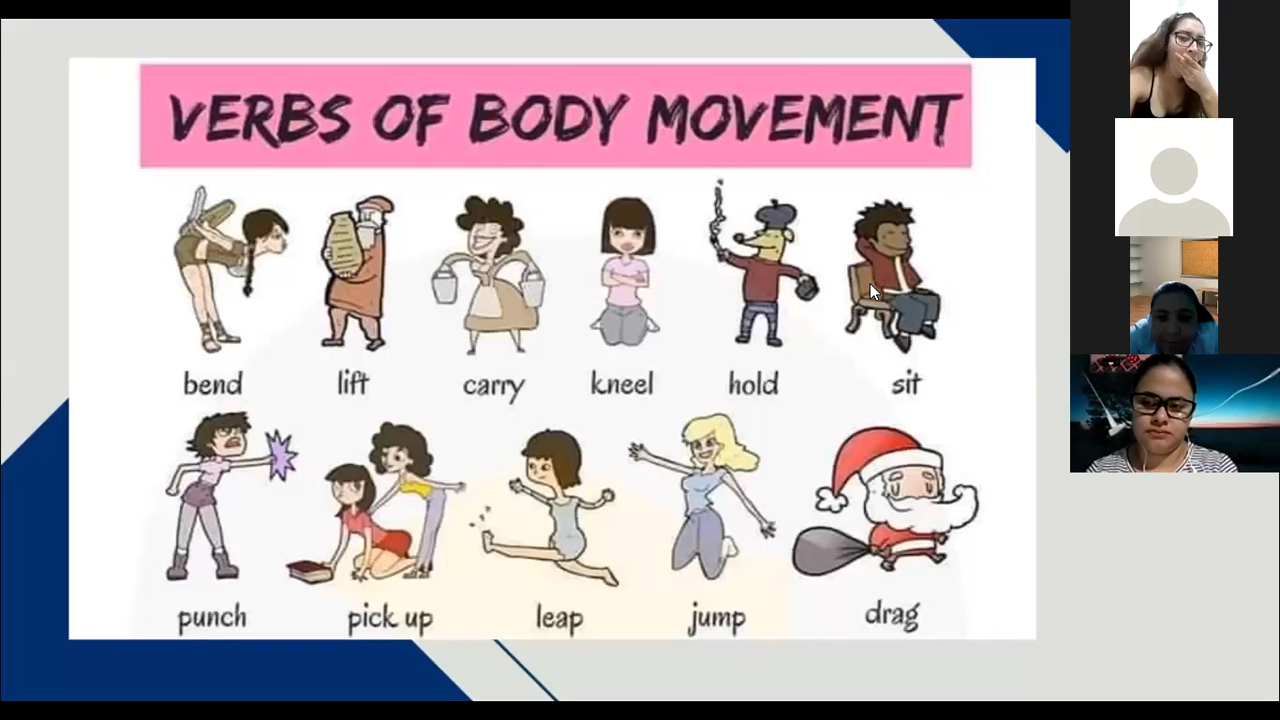 VERBS OF BODY MOVEMENT
bend lift carry kneel hold sit
punch pick up leap jump drag